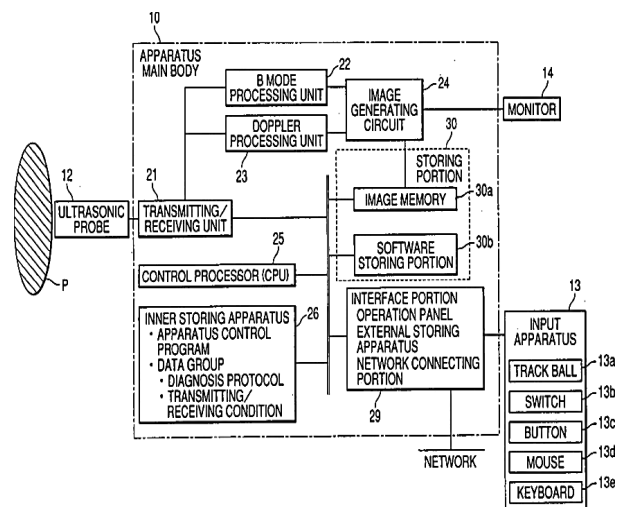 10
APPARATUS
MAIN BODY
22
B MODE
PROCESSING UNIT
24
IMAGE
GENERATING
CIRCUIT
14
MONITOR
DOPPLER
PROCESSING UNIT
23
30
STORING
PORTION
12
ULTRASONIC
PROBE
21
TRANSMITTING/
RECEIVING UNIT
IMAGE MEMORY
30a
25
CONTROL PROCESSOR (CPU)
SOFTWARE
STORING PORTION
30b
P
INNER STORING APPARATUS
• APPARATUS CONTROL
PROGRAM
• DATA GROUP
• DIAGNOSIS PROTOCOL
• TRANSMITTING/
RECEIVING CONDITION
26
INTERFACE PORTION
OPERATION PANEL
EXTERNAL STORING
APPARATUS
NETWORK CONNECTING
PORTION
29
NETWORK
13
INPUT
APPARATUS
TRACK BALL
13a
SWITCH
13b
BUTTON
13c
MOUSE
13d
KEYBOARD
13e